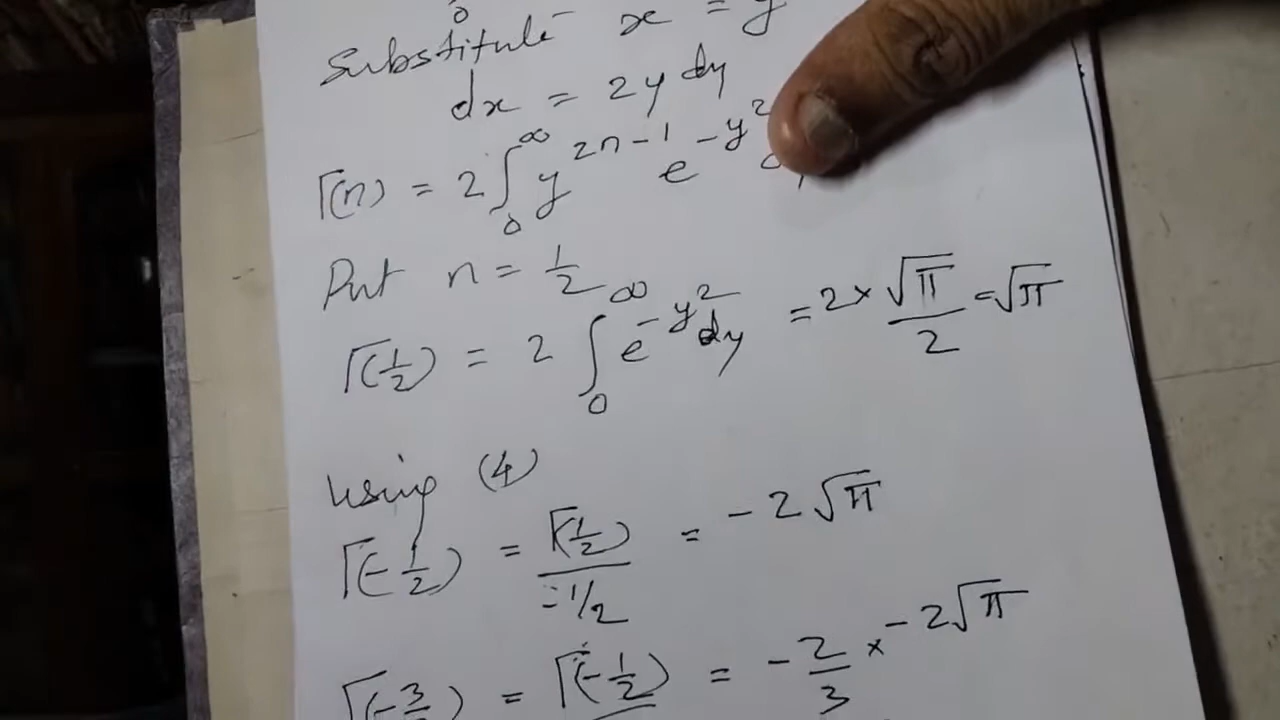 0
Substitute x = y
dx = 2y dy
Γ(n) = 2 ∫₀^∞ y^{2n-1} e^{-y²}
Put n = 1/2
Γ(1/2) = 2 ∫₀^∞ e^{-y²} dy = 2 × √π/2 = √π
Using (4)
Γ(-1/2) = Γ(1/2)/(-1/2) = -2√π
Γ(-3/ ) = Γ(-1/2) = -2/3 × -2√π